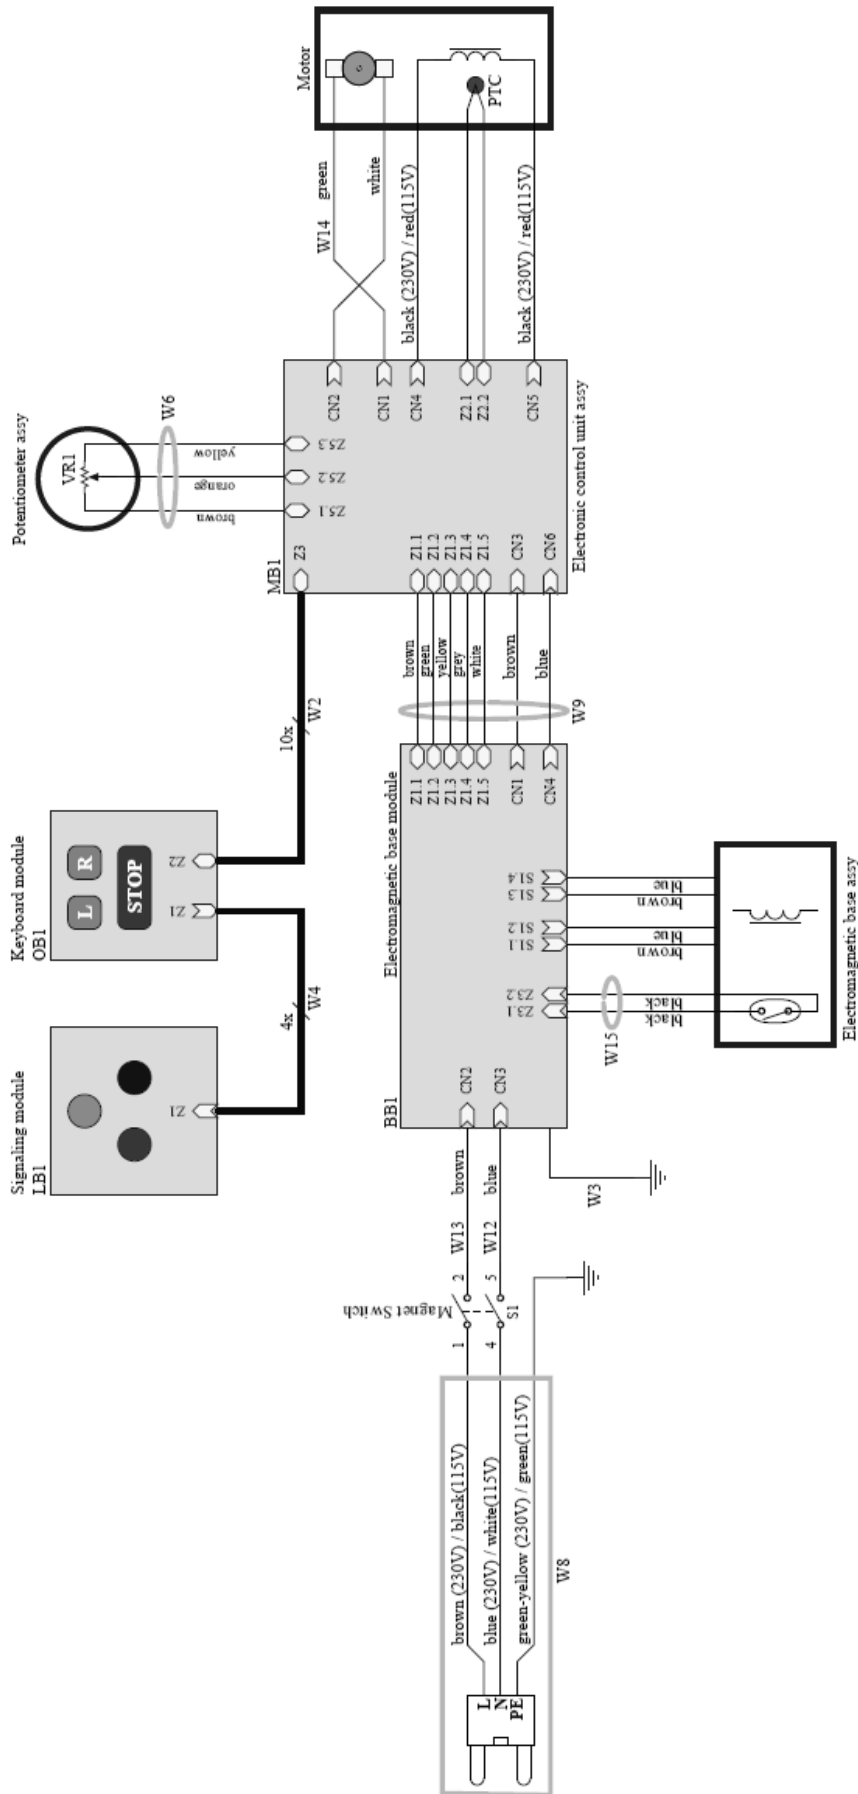 Signaling module
LB1
Z1
Keyboard module
OB1
L
R
STOP
Z1
Z2
4x
W4
10x
W2
Potentiometer assy
VR1
W6
brown
orange
yellow
Z5.1
Z5.2
Z5.3
MB1
Z3
Z1.1
Z1.2
Z1.3
Z1.4
Z1.5
CN3
CN6
CN2
CN1
CN4
Z2.1
Z2.2
CN5
Electronic control unit assy
W14
green
white
black (230V) / red(115V)
black (230V) / red(115V)
Motor
PTC
brown
green
yellow
grey
white
brown
blue
W9
Electromagnetic base module
BB1
Z1.1
Z1.2
Z1.3
Z1.4
Z1.5
CN1
CN4
CN2
CN3
Z3.1
Z3.2
S1.1
S1.2
S1.3
S1.4
black
black
brown
blue
brown
blue
W15
Electromagnetic base assy
W3
W13
brown
W12
blue
Magnet Switch
S1
1
2
4
5
brown (230V) / black(115V)
blue (230V) / white(115V)
green-yellow (230V) / green(115V)
W8
L
N
PE